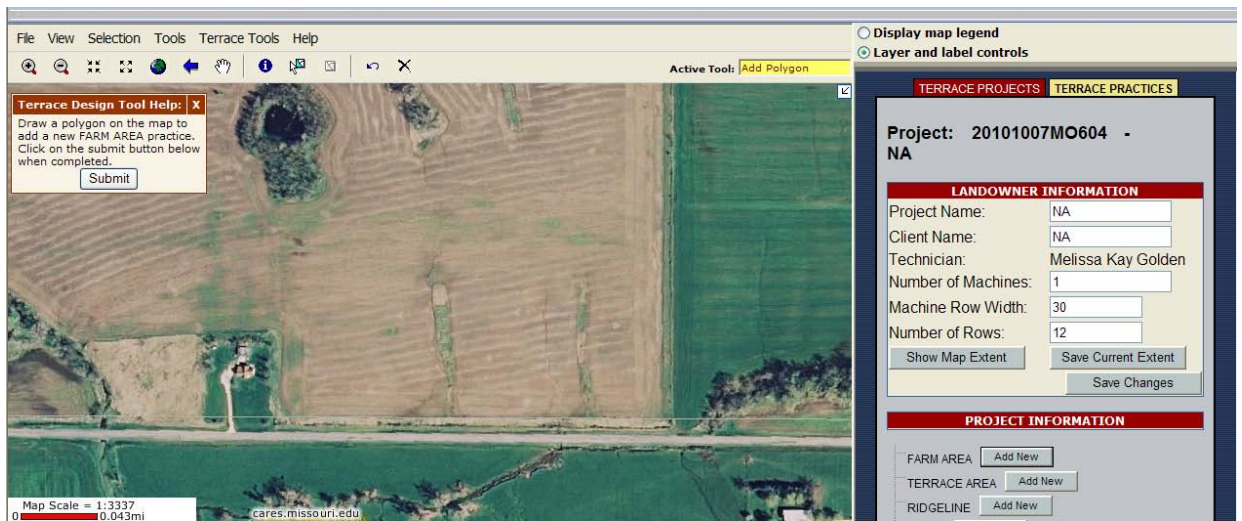 File View Selection Tools Terrace Tools Help
Active Tool: Add Polygon
Terrace Design Tool Help: X
Draw a polygon on the map to
add a new FARM AREA practice.
Click on the submit button below
when completed.
Submit
Map Scale = 1:3337
0 0.043mi
cares.missouri.edu
Display map legend
Layer and label controls
TERRACE PROJECTS TERRACE PRACTICES
Project: 20101007MO604 -
NA
LANDOWNER INFORMATION
Project Name: NA
Client Name: NA
Technician: Melissa Kay Golden
Number of Machines: 1
Machine Row Width: 30
Number of Rows: 12
Show Map Extent Save Current Extent
Save Changes
PROJECT INFORMATION
FARM AREA Add New
TERRACE AREA Add New
RIDGELINE Add New